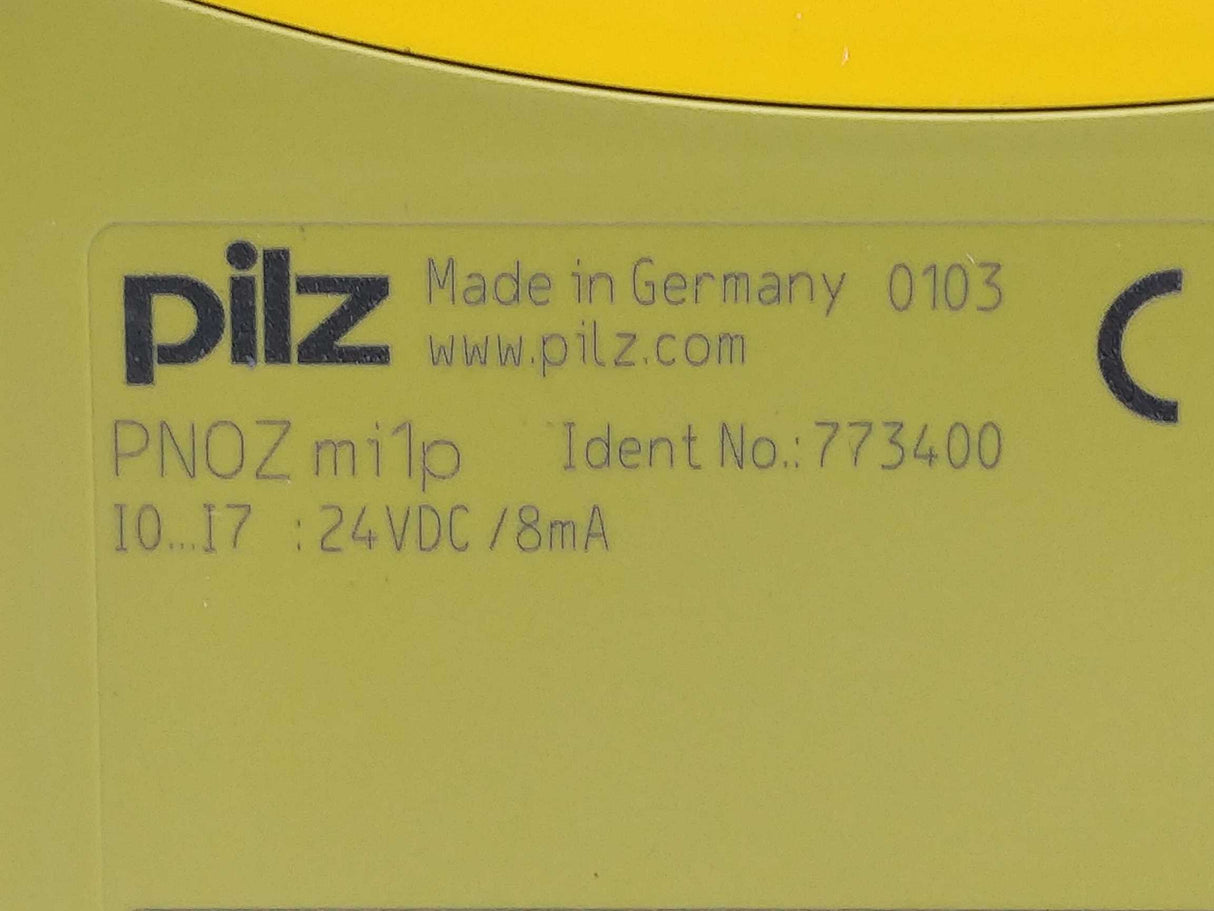 pilz Made in Germany 0103
www.pilz.com
PNOZ mi1p Ident No.: 773400
I0...I7 : 24VDC /8mA